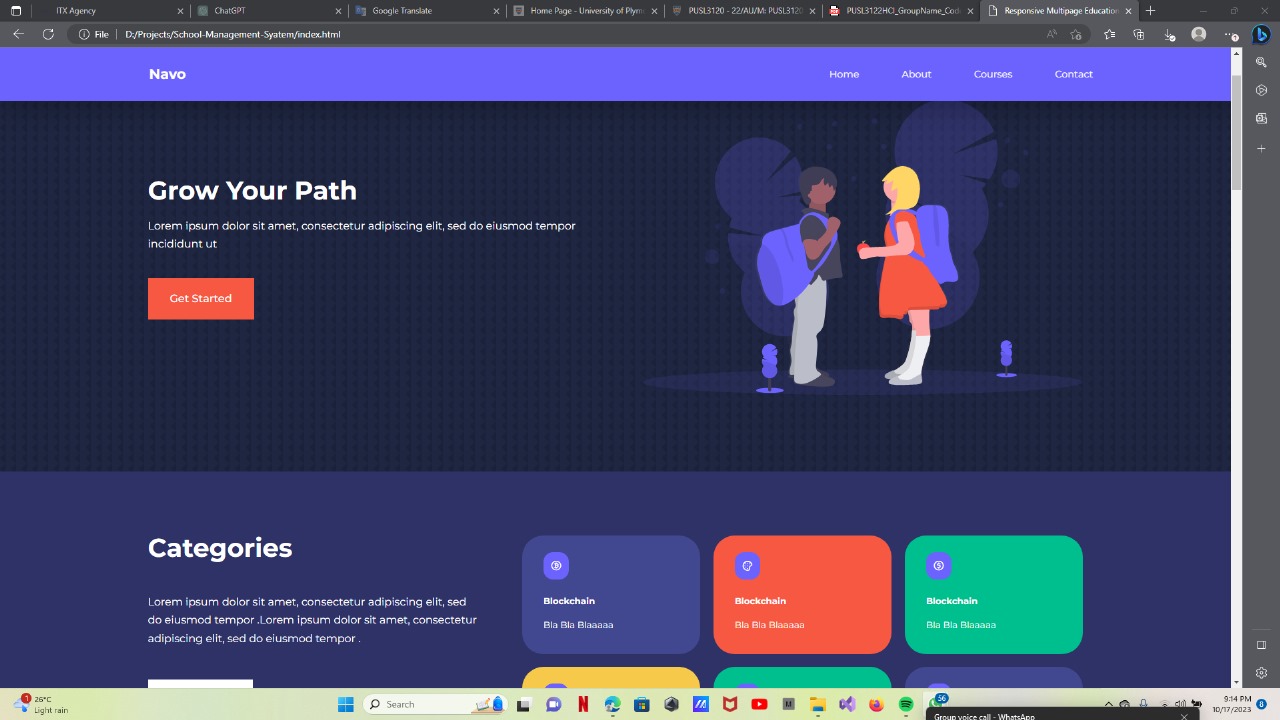 ITX Agency
ChatGPT
Google Translate
Home Page - University of Plym
PUSL3120 - 22/AU/M: PUSL3120
PUSL3122HCI_GroupName_Code
Responsive Multipage Education
File
D:/Projects/School-Management-Syatem/index.html
Navo
Home
About
Courses
Contact
Grow Your Path
Lorem ipsum dolor sit amet, consectetur adipiscing elit, sed do eiusmod tempor
incididunt ut
Get Started
Categories
Lorem ipsum dolor sit amet, consectetur adipiscing elit, sed
do eiusmod tempor .Lorem ipsum dolor sit amet, consectetur
adipiscing elit, sed do eiusmod tempor .
Blockchain
Bla Bla Blaaaaa
Blockchain
Bla Bla Blaaaaa
Blockchain
Bla Bla Blaaaaa
1
26°C
Light rain
Search
56
9:14 PM
10/17/2023
Group voice call - WhatsApp